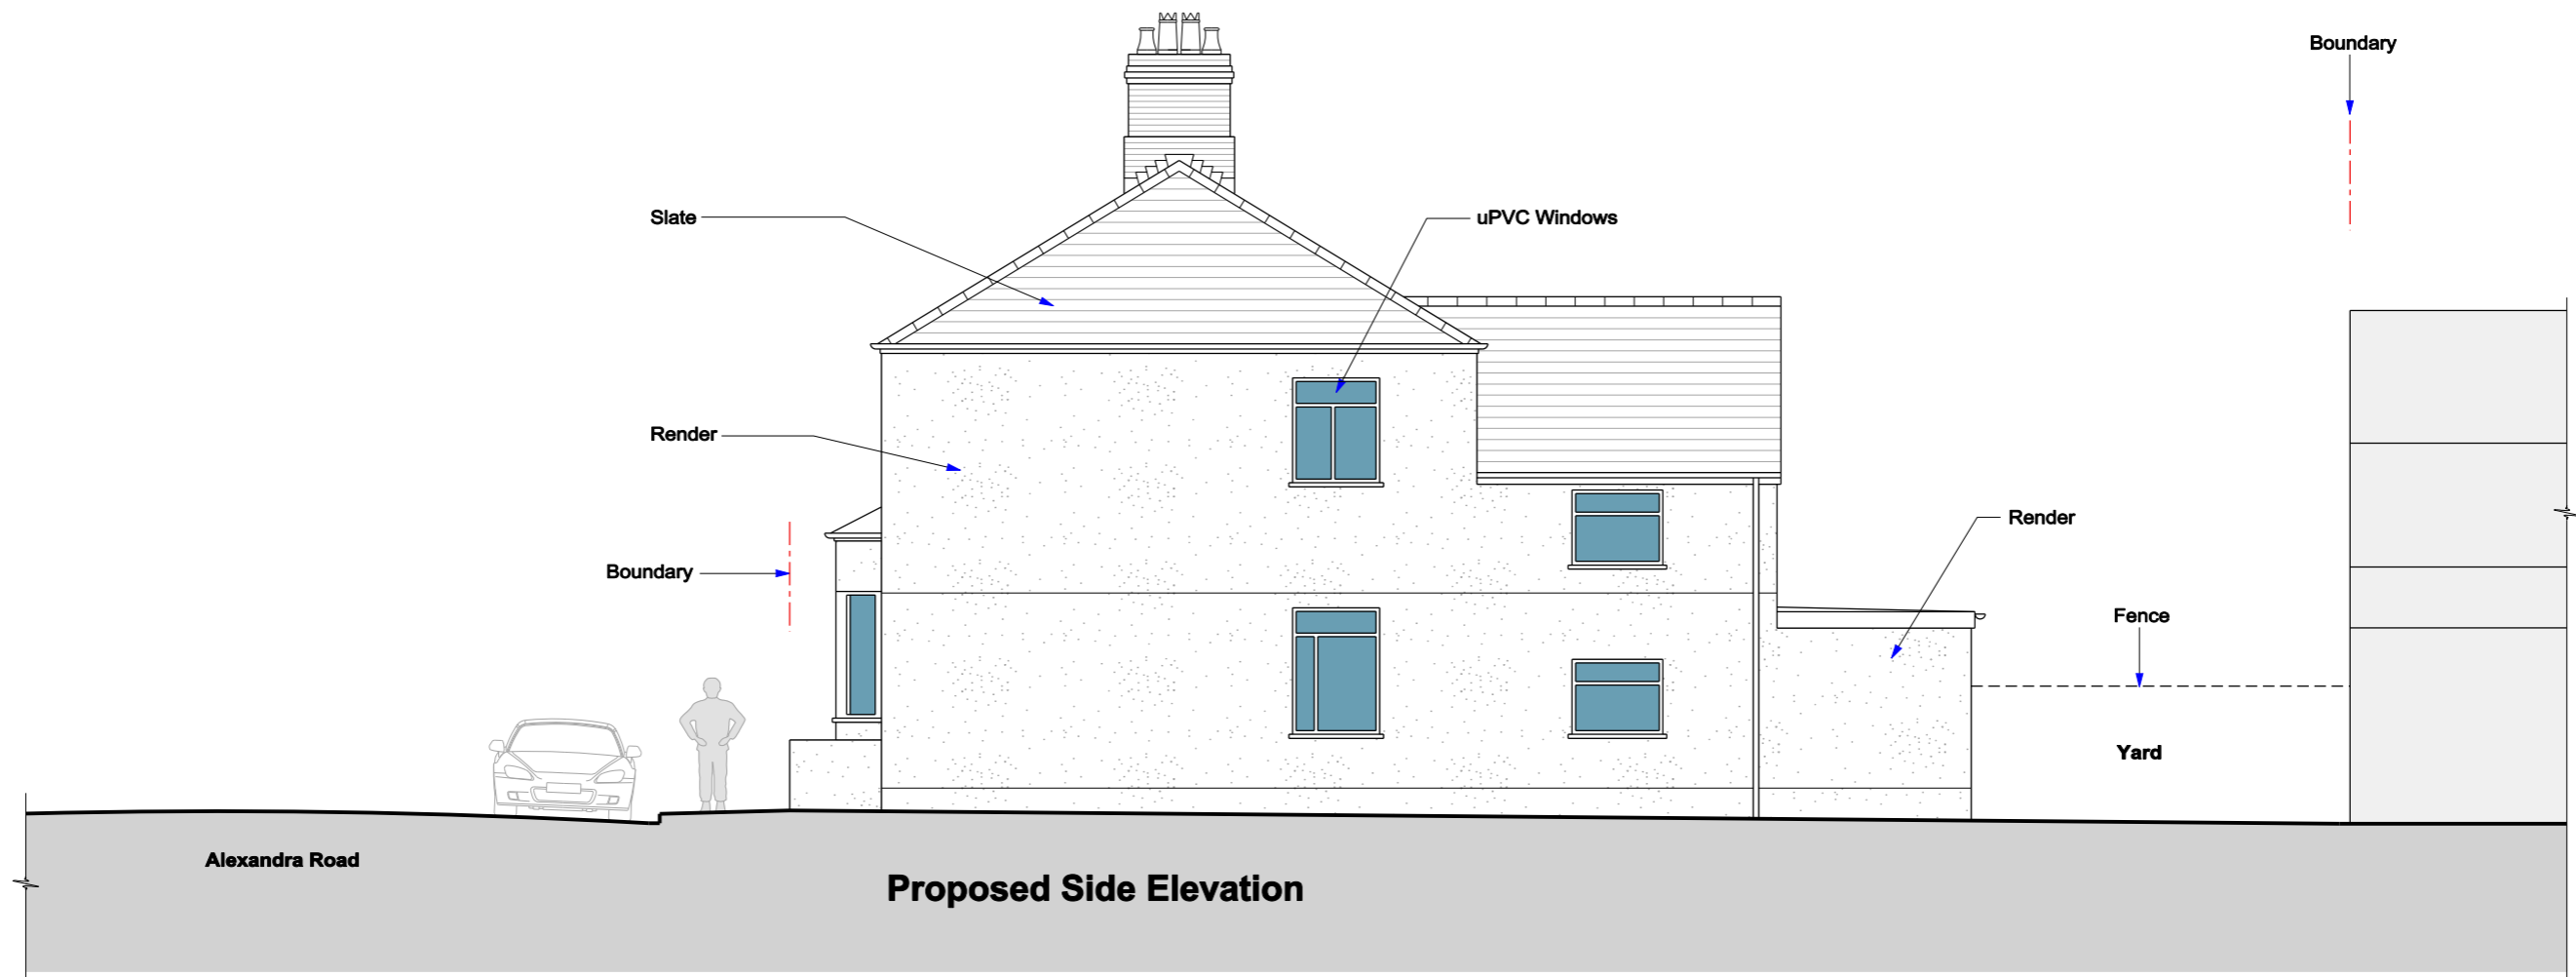 Boundary
Slate
uPVC Windows
Render
Render
Boundary
Fence
Yard
Alexandra Road
Proposed Side Elevation